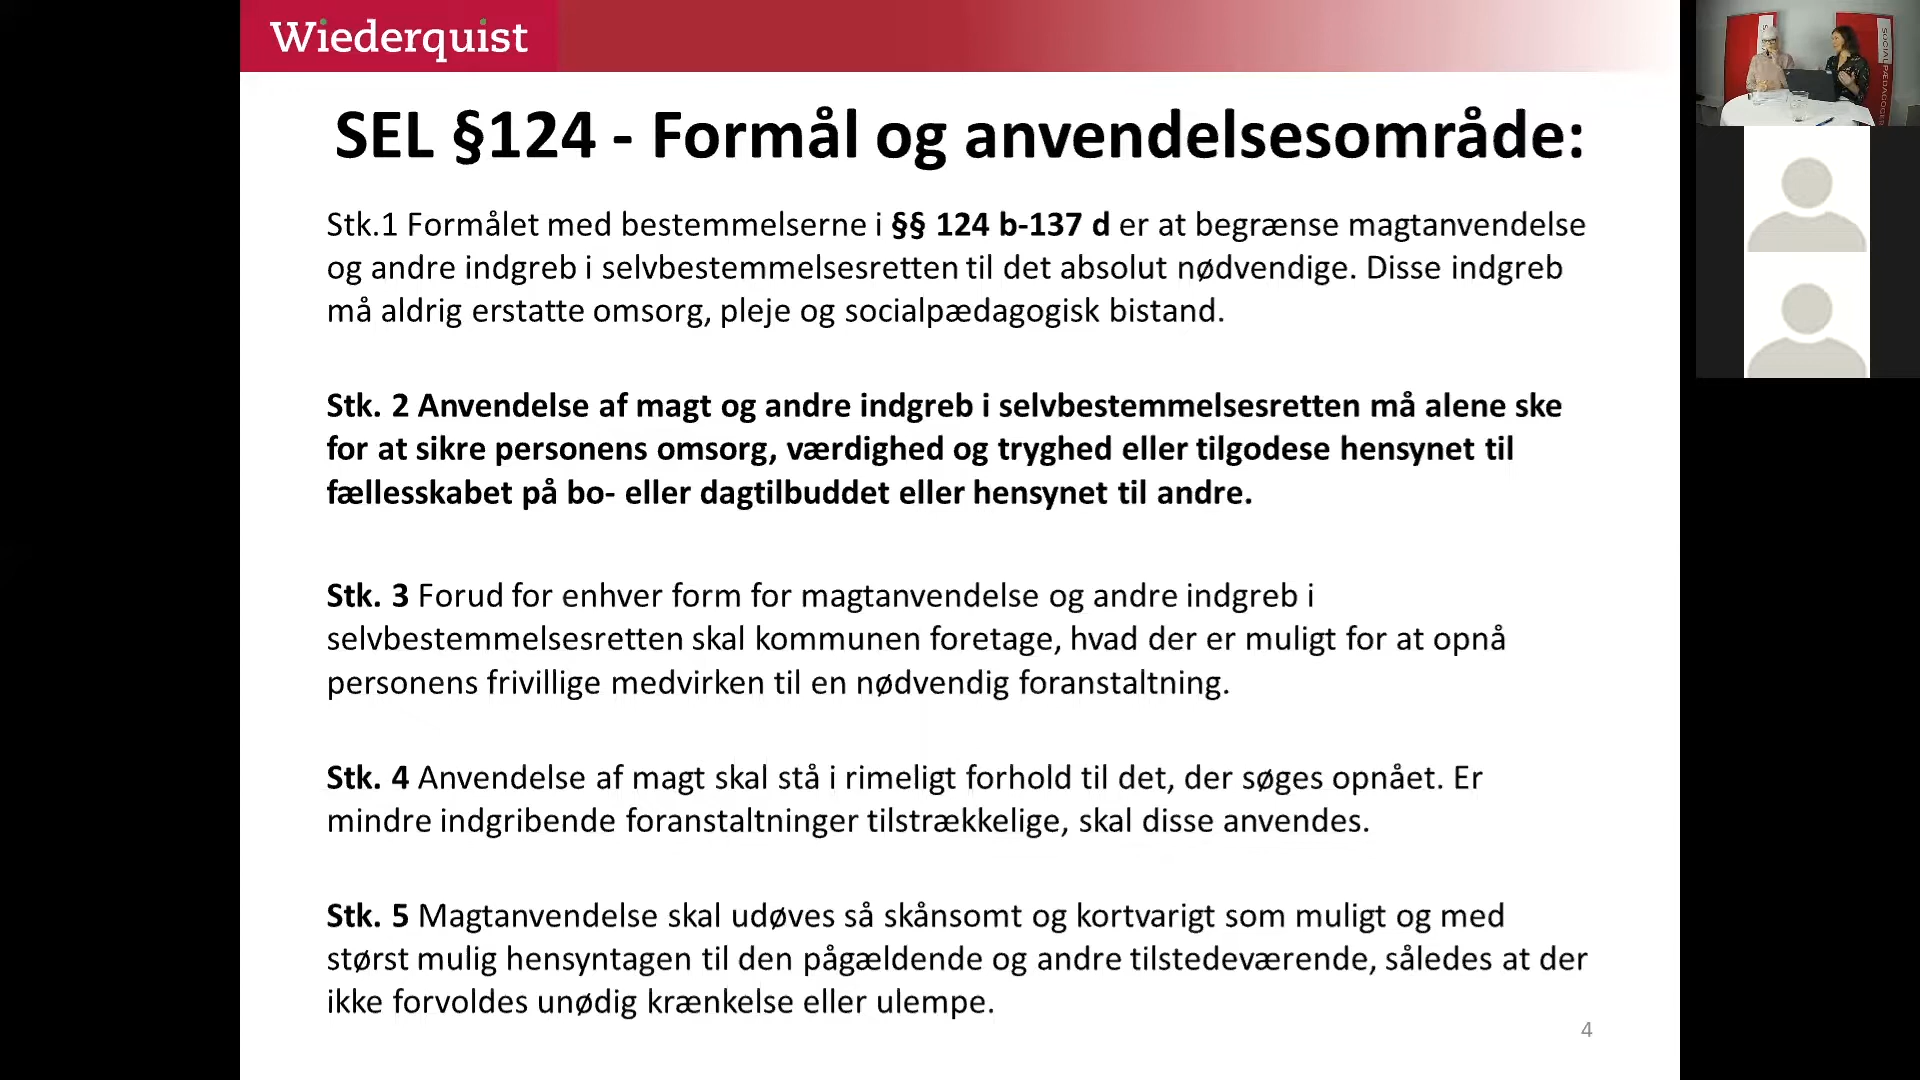 Wiederquist
SEL §124 - Formål og anvendelsesområde:
Stk.1 Formålet med bestemmelserne i §§ 124 b-137 d er at begrænse magtanvendelse
og andre indgreb i selvbestemmelsesretten til det absolut nødvendige. Disse indgreb
må aldrig erstatte omsorg, pleje og socialpædagogisk bistand.
Stk. 2 Anvendelse af magt og andre indgreb i selvbestemmelsesretten må alene ske
for at sikre personens omsorg, værdighed og tryghed eller tilgodese hensynet til
fællesskabet på bo- eller dagtilbuddet eller hensynet til andre.
Stk. 3 Forud for enhver form for magtanvendelse og andre indgreb i
selvbestemmelsesretten skal kommunen foretage, hvad der er muligt for at opnå
personens frivillige medvirken til en nødvendig foranstaltning.
Stk. 4 Anvendelse af magt skal stå i rimeligt forhold til det, der søges opnået. Er
mindre indgribende foranstaltninger tilstrækkelige, skal disse anvendes.
Stk. 5 Magtanvendelse skal udøves så skånsomt og kortvarigt som muligt og med
størst mulig hensyntagen til den pågældende og andre tilstedeværende, således at der
ikke forvoldes unødig krænkelse eller ulempe.
4